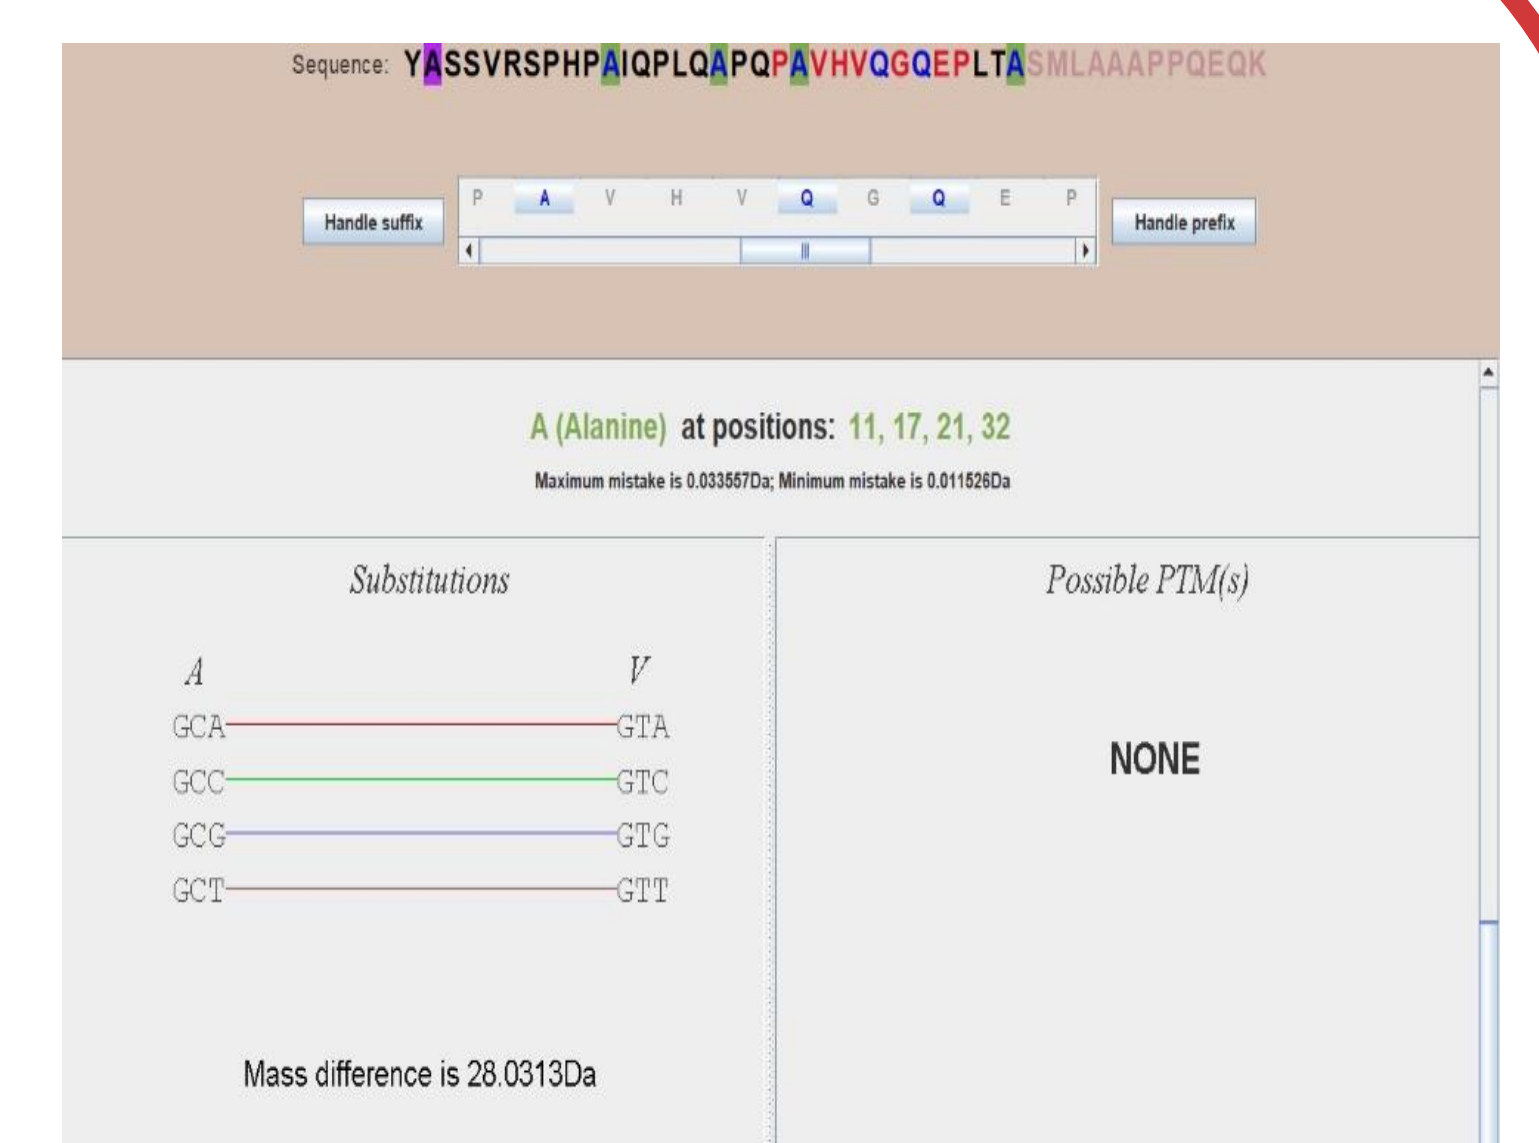 Sequence: YASSVRSPHPAIQPLQAPQPAVHVQGQEPLTASMLAAAPPQEQK
P A V H V Q G Q E P
Handle suffix
Handle prefix
A (Alanine) at positions: 11, 17, 21, 32
Maximum mistake is 0.033557Da; Minimum mistake is 0.011526Da
Substitutions
Possible PTM(s)
A V
GCA GTA
GCC GTC
GCG GTG
GCT GTT
NONE
Mass difference is 28.0313Da